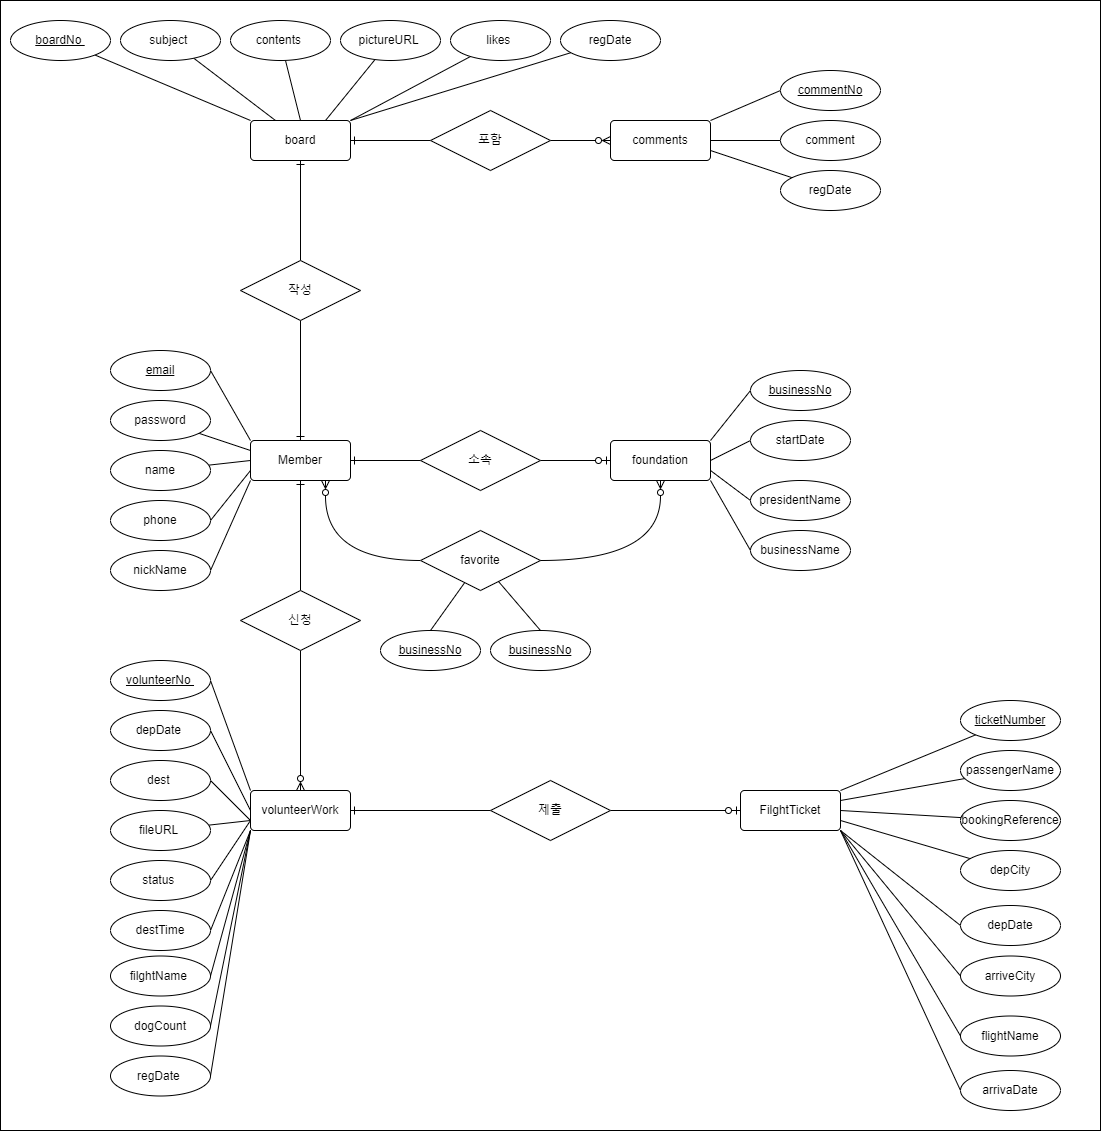 boardNo
subject
contents
pictureURL
likes
regDate
commentNo
board
포함
comments
comment
regDate
작성
email
password
name
phone
nickName
Member
소속
foundation
businessNo
startDate
presidentName
businessName
favorite
businessNo
businessNo
신청
volunteerNo
depDate
dest
fileURL
status
destTime
filghtName
dogCount
regDate
volunteerWork
제출
FilghtTicket
ticketNumber
passengerName
bookingReference
depCity
depDate
arriveCity
flightName
arrivaDate